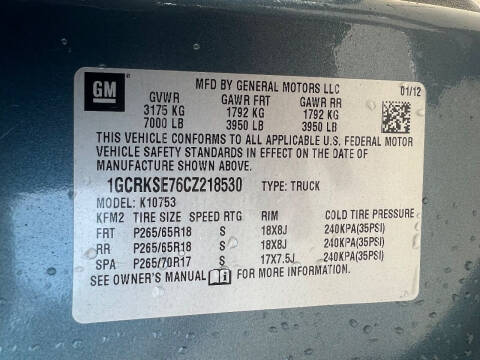 GM
MFD BY GENERAL MOTORS LLC
01/12
GVWR GAWR FRT GAWR RR
3175 KG 1792 KG 1792 KG
7000 LB 3950 LB 3950 LB
THIS VEHICLE CONFORMS TO ALL APPLICABLE U.S. FEDERAL MOTOR
VEHICLE SAFETY STANDARDS IN EFFECT ON THE DATE OF
MANUFACTURE SHOWN ABOVE.
1GCRKSE76CZ218530 TYPE: TRUCK
MODEL: K10753
KFM2 TIRE SIZE SPEED RTG RIM COLD TIRE PRESSURE
FRT P265/65R18 S 18X8J 240KPA(35PSI)
RR P265/65R18 S 18X8J 240KPA(35PSI)
SPA P265/70R17 S 17X7.5J 240KPA(35PSI)
SEE OWNER'S MANUAL FOR MORE INFORMATION.